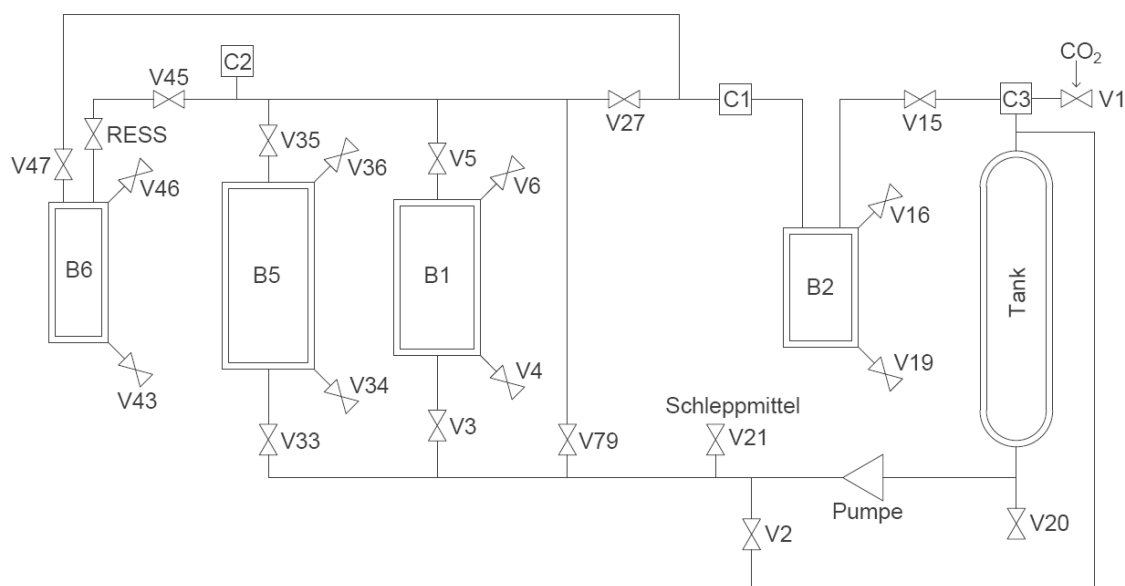 C2
CO₂
V45
C1
C3
V1
V27
V15
RESS
V47
V35
V5
V36
V46
V6
V16
B6
B5
B1
B2
Tank
V43
V34
V4
V19
Schleppmittel
V33
V3
V79
V21
Pumpe
V20
V2